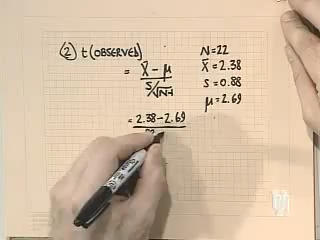 ② t (OBSERVED)
= X̄ - μ
S/√N-1
N=22
X̄ = 2.38
S = 0.88
μ = 2.69
= 2.38-2.69